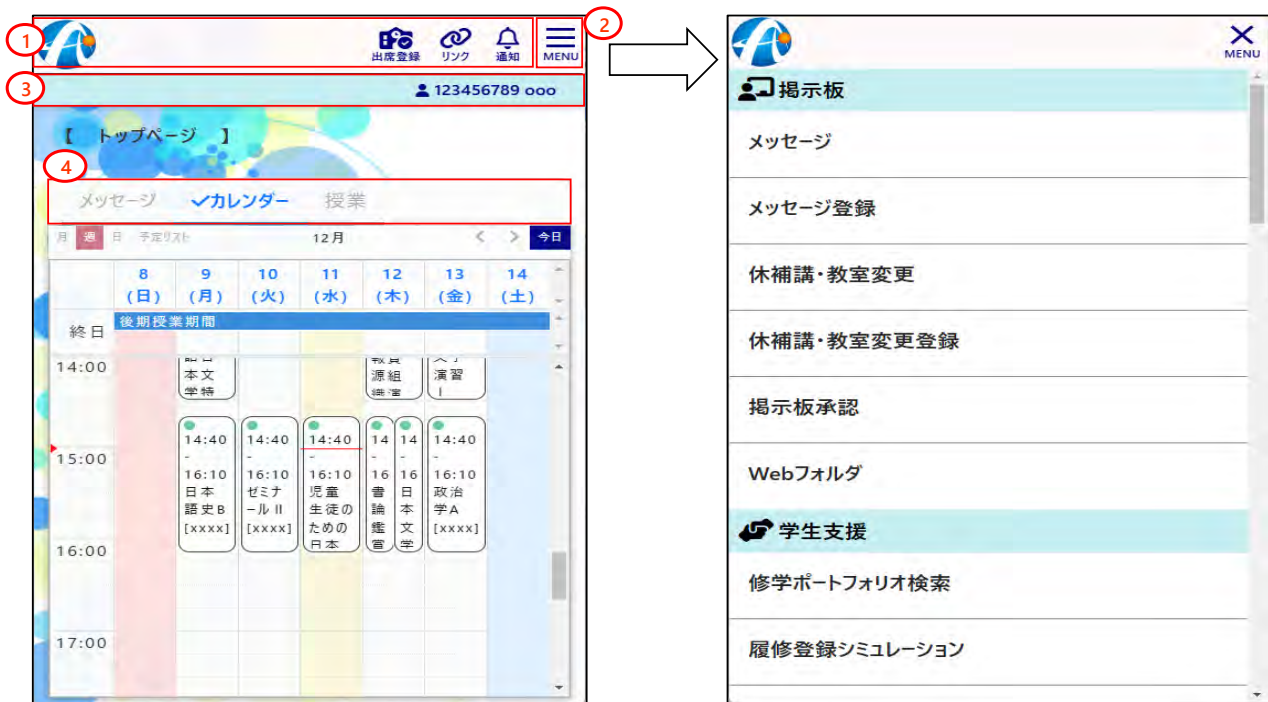 1
出席登録 リンク 通知 MENU
2
3
123456789 ooo
【 トップページ 】
4
メッセージ ✓カレンダー 授業
月 週 日 予定リスト 12月 < > 今日
8 9 10 11 12 13 14
(日) (月) (火) (水) (木) (金) (土)
終日 後期授業期間
14:00
本文
学特
源組
演習
14:40
-
16:10
日本
語史B
[xxxx]
14:40
-
16:10
ゼミナ
ールII
[xxxx]
14:40
-
16:10
児童
生徒の
ための
日本
14
-
16
書
論
鑑
賞
14
-
16
日
本
文
学
14:40
-
16:10
政治
学A
[xxxx]
15:00
16:00
17:00
MENU
掲示板
メッセージ
メッセージ登録
休補講・教室変更
休補講・教室変更登録
掲示板承認
Webフォルダ
学生支援
修学ポートフォリオ検索
履修登録シミュレーション